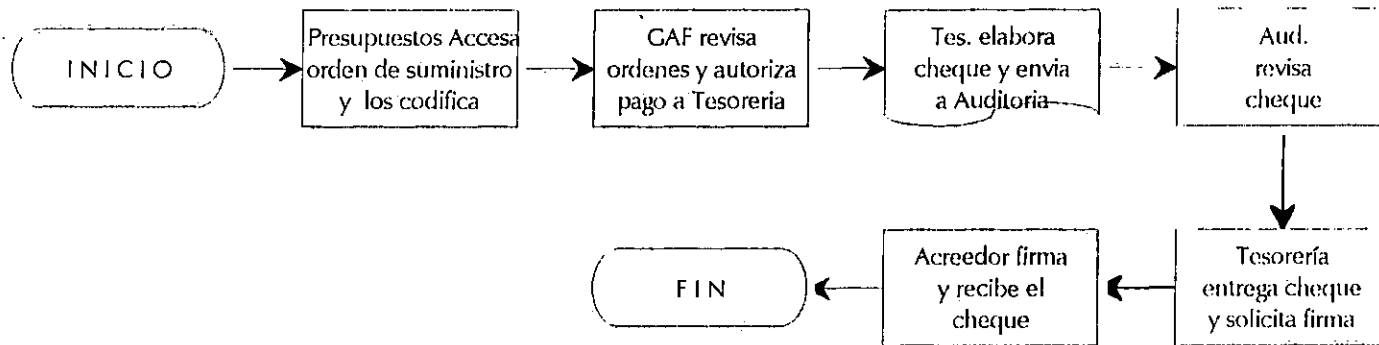 INICIO
Presupuestos Accesa
orden de suministro
y los codifica
GAF revisa
ordenes y autoriza
pago a Tesoreria
Tes. elabora
cheque y envia
a Auditoria
Aud.
revisa
cheque
Tesorería
entrega cheque
y solicita firma
Acreedor firma
y recibe el
cheque
FIN